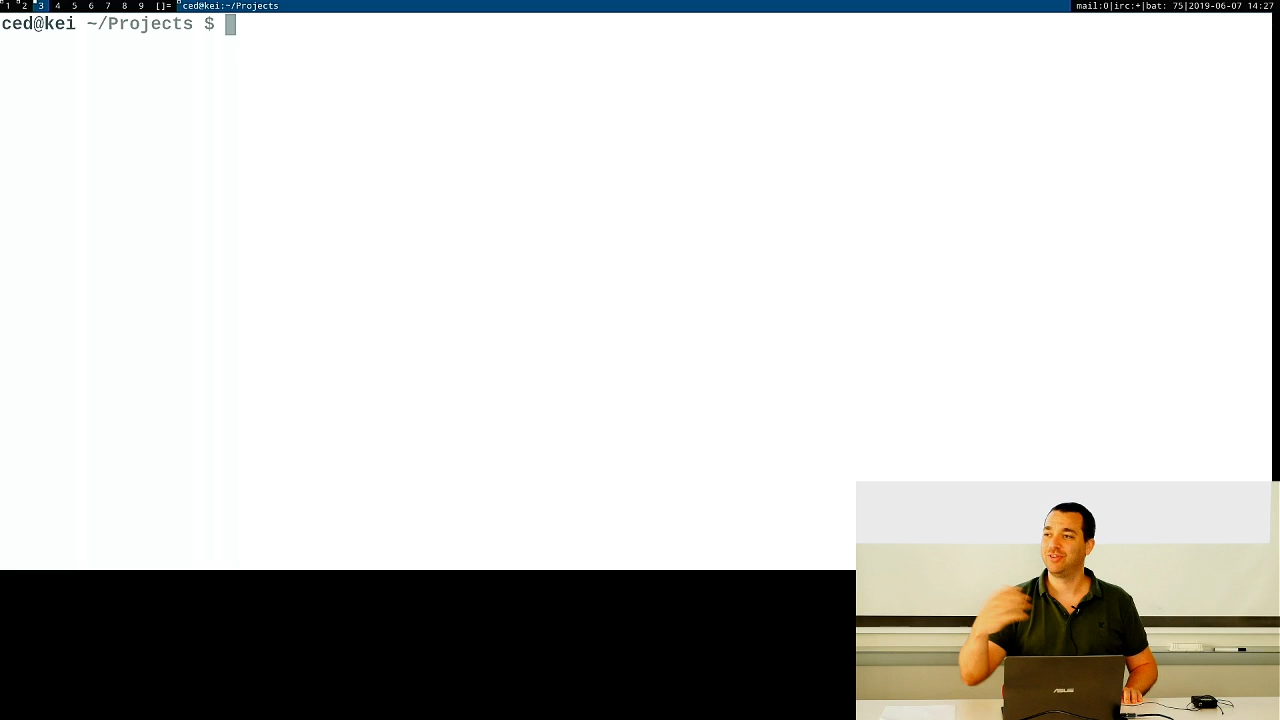 1 2 3 4 5 6 7 8 9 []= ced@kei:~/Projects mail:0|irc:+|bat: 75|2019-06-07 14:27
ced@kei ~/Projects $
ASUS